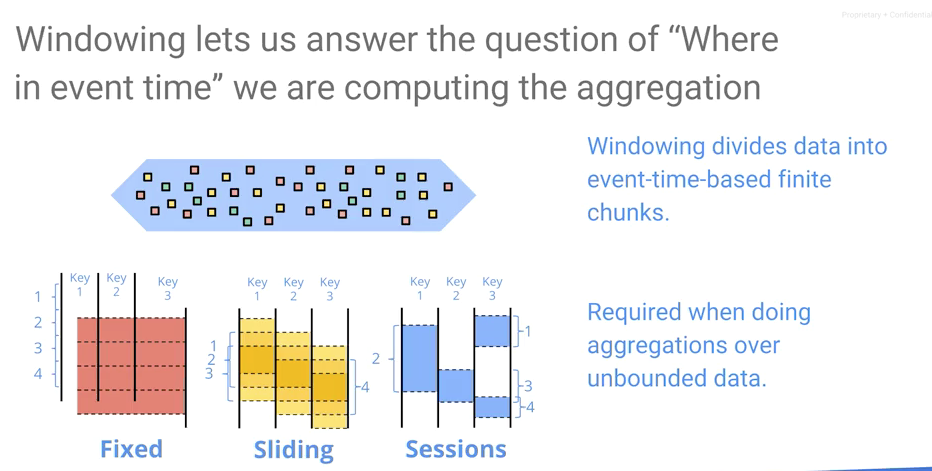 Proprietary + Confidential
Windowing lets us answer the question of “Where
in event time” we are computing the aggregation
Windowing divides data into
event-time-based finite
chunks.
Key
1
Key
2
Key
3
1
2
3
4
Fixed
Key
1
Key
2
Key
3
1
2
3
4
Sliding
Key
1
Key
2
Key
3
1
2
3
4
Sessions
Required when doing
aggregations over
unbounded data.